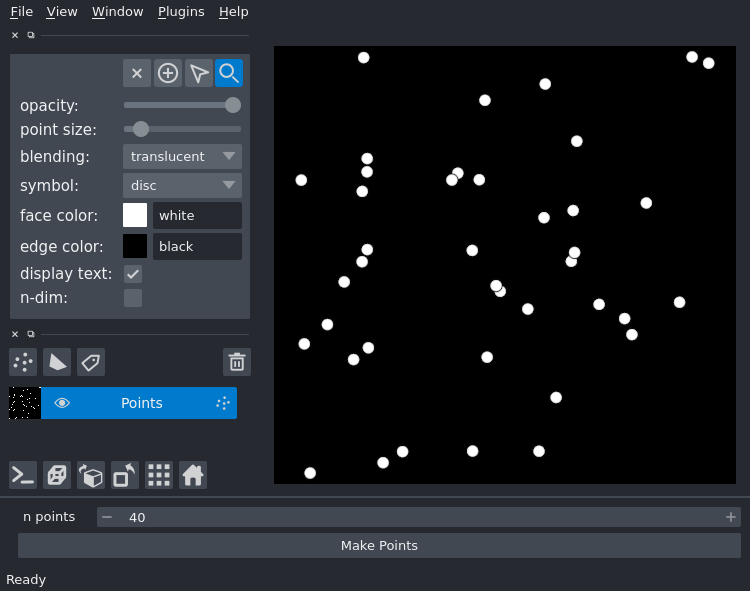 File View Window Plugins Help
opacity:
point size:
blending: translucent
symbol: disc
face color: white
edge color: black
display text:
n-dim:
Points
n points 40
Make Points
Ready